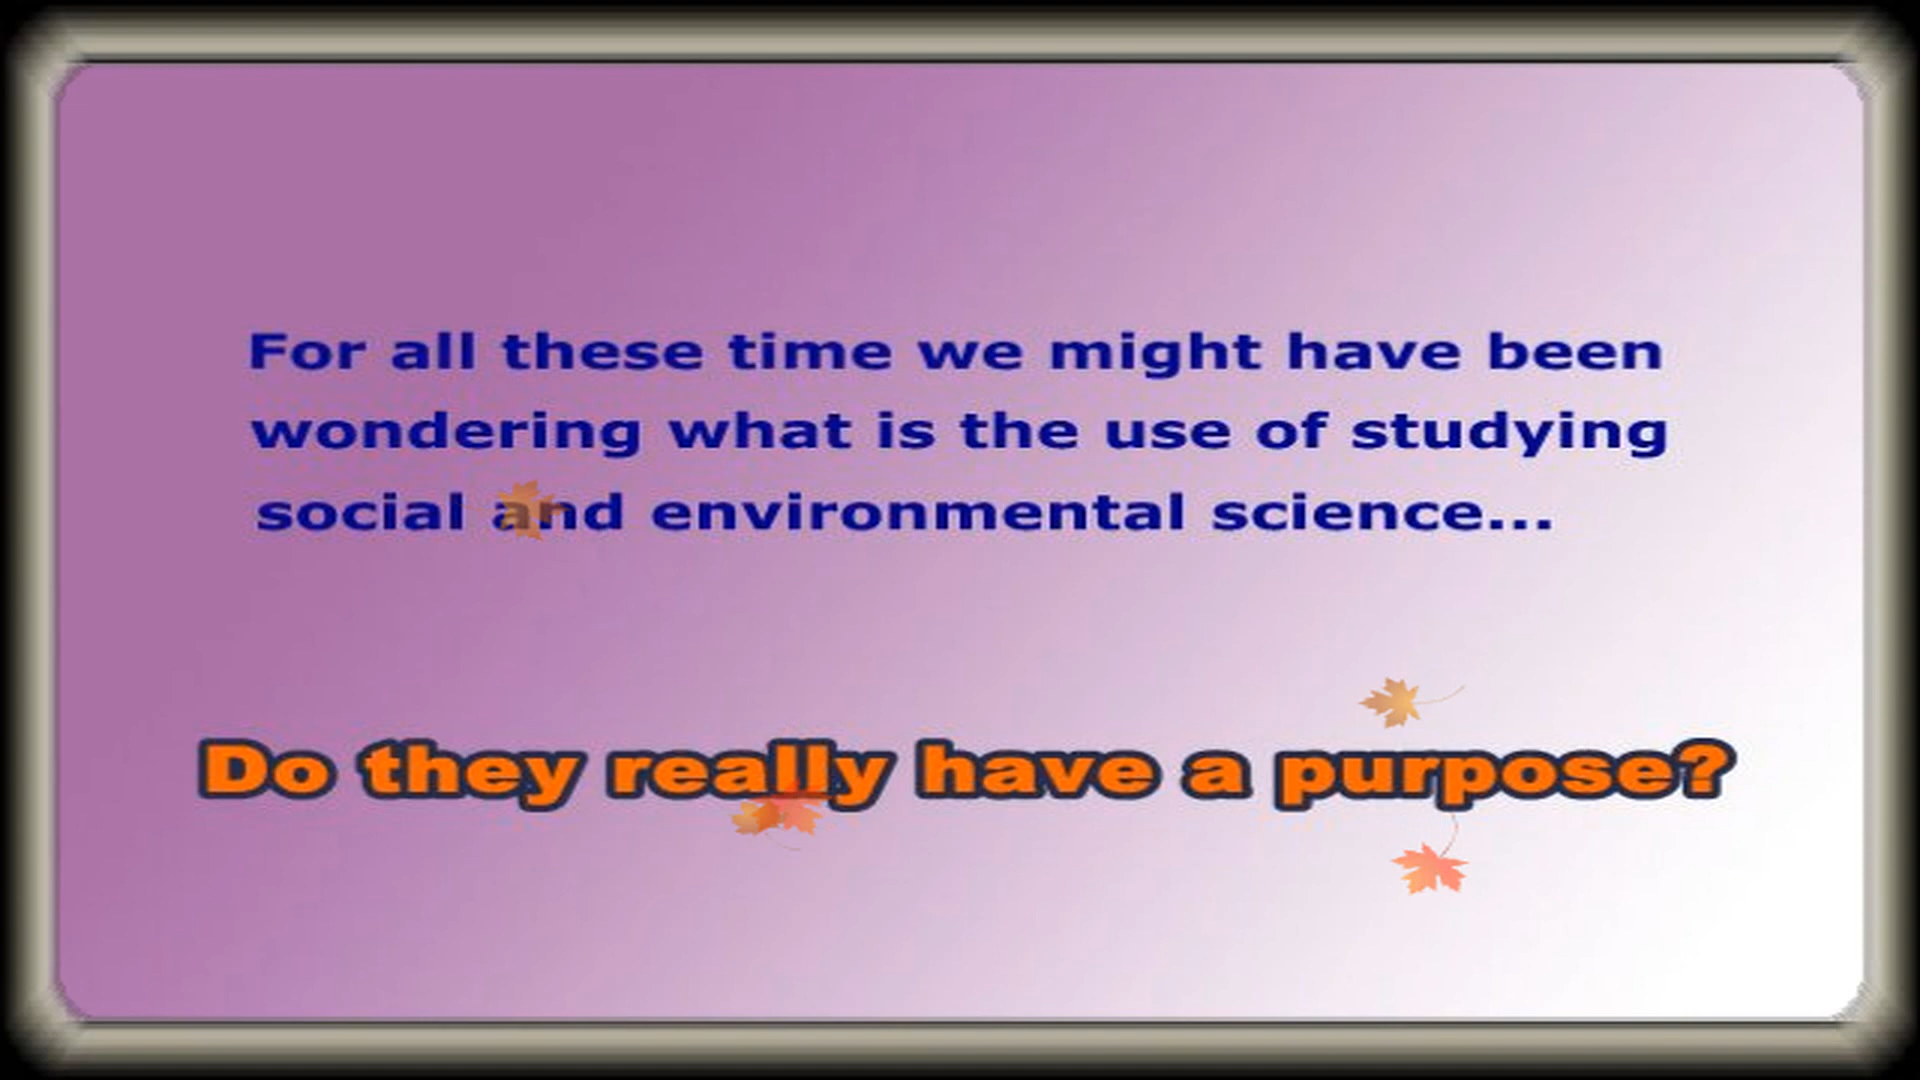 For all these time we might have been
wondering what is the use of studying
social and environmental science...
Do they really have a purpose?